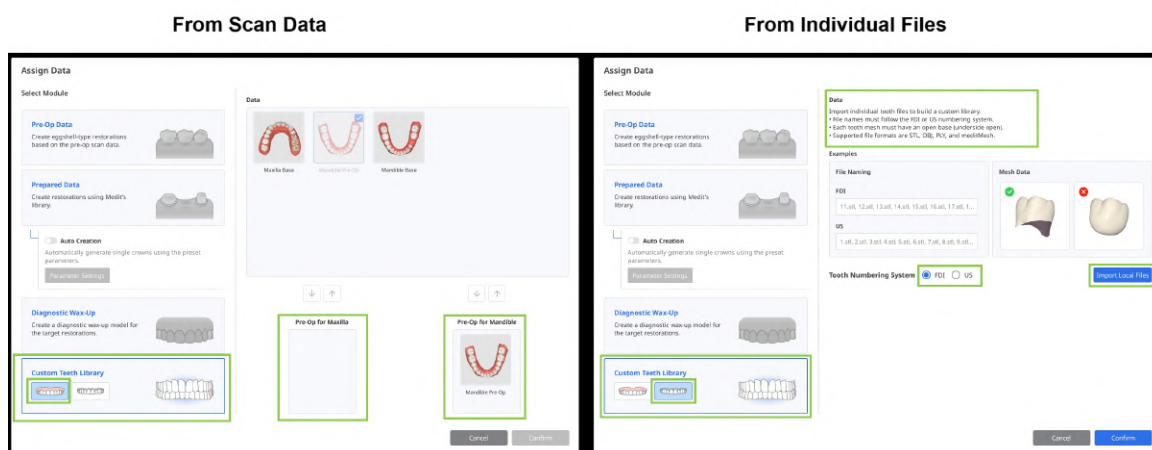 From Scan Data
Assign Data
Select Module
Pre-Op Data
Create eggshell-type restorations
based on the pre-op scan data.
Prepared Data
Create restorations using Medit's
library.
Auto Creation
Automatically generate single crowns using the preset
parameters.
Parameter Settings
Diagnostic Wax-Up
Create a diagnostic wax-up model for
the target restorations.
Custom Teeth Library
Data
Maxilla Base
Mandible Pre-Op
Mandible Base
Pre-Op for Maxilla
Pre-Op for Mandible
Mandible Pre-Op
Cancel
Confirm
From Individual Files
Assign Data
Select Module
Pre-Op Data
Create eggshell-type restorations
based on the pre-op scan data.
Prepared Data
Create restorations using Medit's
library.
Auto Creation
Automatically generate single crowns using the preset
parameters.
Parameter Settings
Diagnostic Wax-Up
Create a diagnostic wax-up model for
the target restorations.
Custom Teeth Library
Data
Import individual tooth files to build a custom library.
• File names must follow the FDI or US numbering system.
• Each tooth mesh must have an open base (underside open).
• Supported file formats are STL, OBJ, PLY, and meditMesh.
Examples
File Naming
FDI
11.stl, 12.stl, 13.stl, 14.stl, 15.stl, 16.stl, 17.stl, 1...
US
1.stl, 2.stl, 3.stl, 4.stl, 5.stl, 6.stl, 7.stl, 8.stl, 9.stl...
Mesh Data
Tooth Numbering System FDI US
Import Local Files
Cancel
Confirm